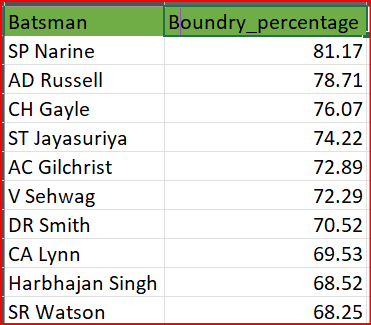 Batsman Boundry_percentage
SP Narine 81.17
AD Russell 78.71
CH Gayle 76.07
ST Jayasuriya 74.22
AC Gilchrist 72.89
V Sehwag 72.29
DR Smith 70.52
CA Lynn 69.53
Harbhajan Singh 68.52
SR Watson 68.25